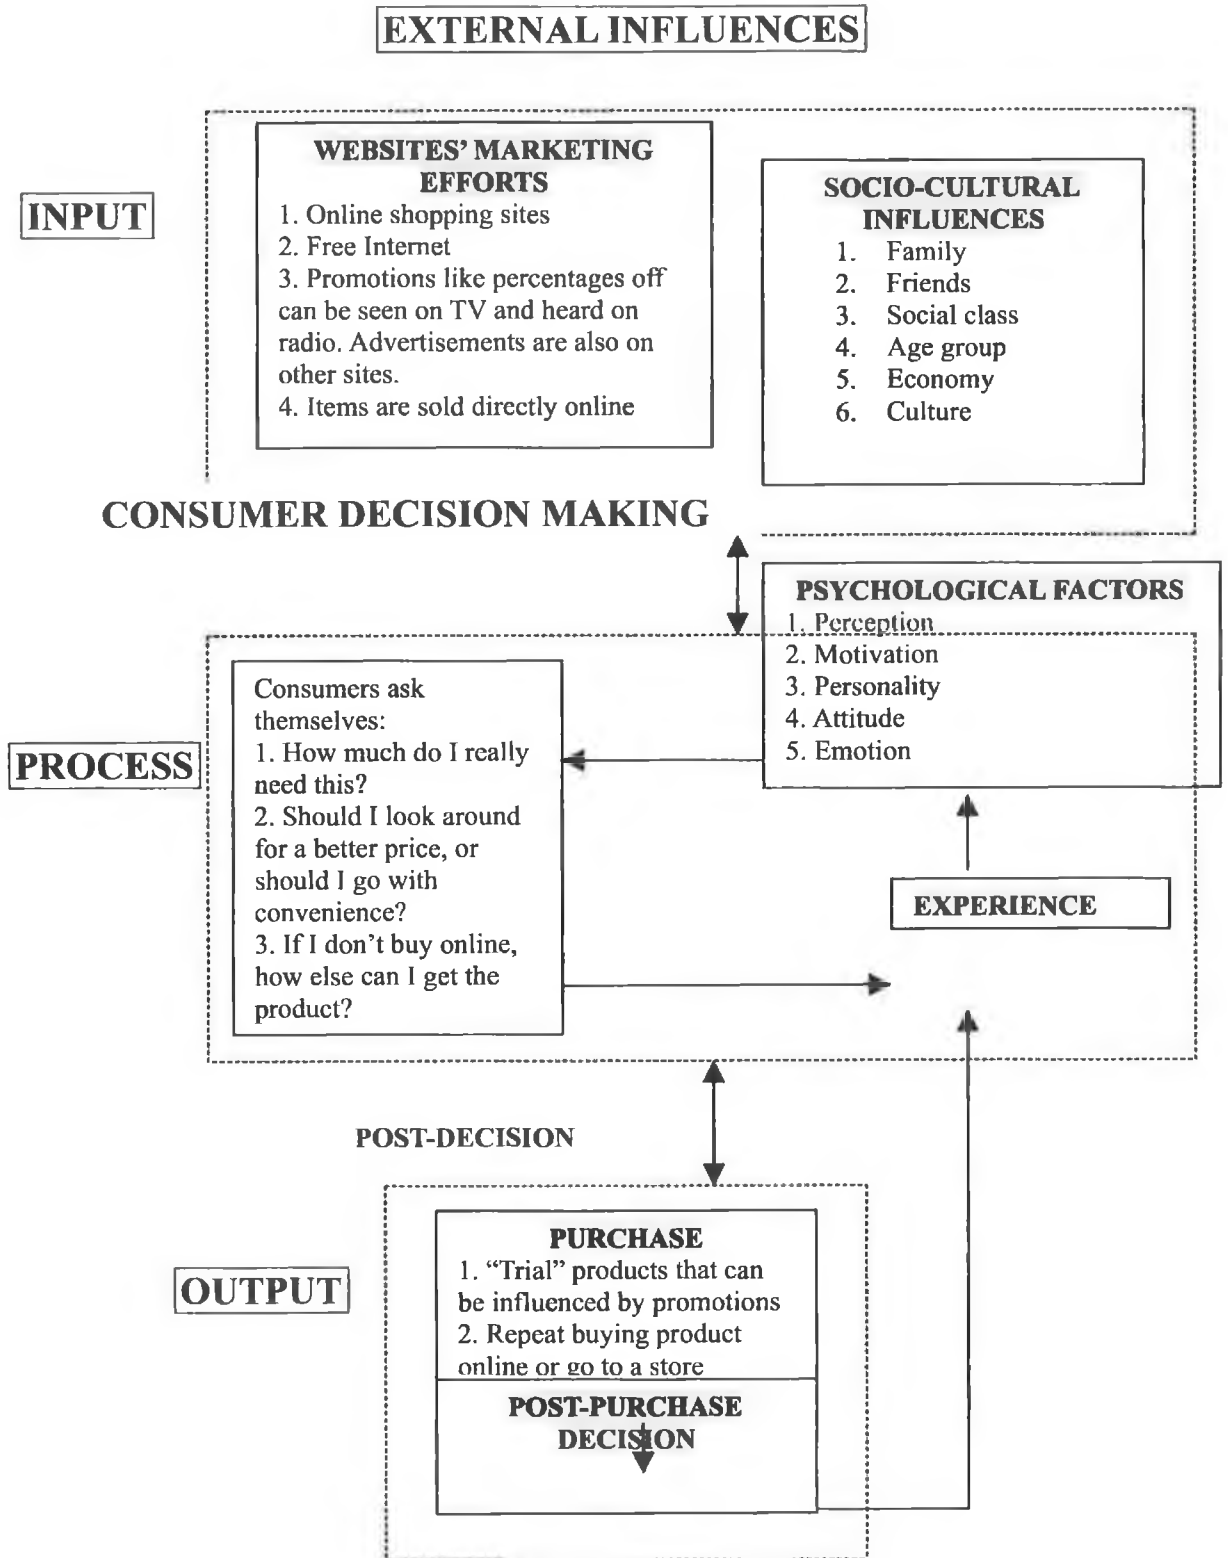 EXTERNAL INFLUENCES
INPUT
WEBSITES’ MARKETING
EFFORTS
1. Online shopping sites
2. Free Internet
3. Promotions like percentages off
can be seen on TV and heard on
radio. Advertisements are also on
other sites.
4. Items are sold directly online
SOCIO-CULTURAL
INFLUENCES
1. Family
2. Friends
3. Social class
4. Age group
5. Economy
6. Culture
CONSUMER DECISION MAKING
PSYCHOLOGICAL FACTORS
1. Perception
2. Motivation
3. Personality
4. Attitude
5. Emotion
PROCESS
Consumers ask
themselves:
1. How much do I really
need this?
2. Should I look around
for a better price, or
should I go with
convenience?
3. If I don’t buy online,
how else can I get the
product?
EXPERIENCE
POST-DECISION
OUTPUT
PURCHASE
1. “Trial” products that can
be influenced by promotions
2. Repeat buying product
online or go to a store
POST-PURCHASE
DECISION